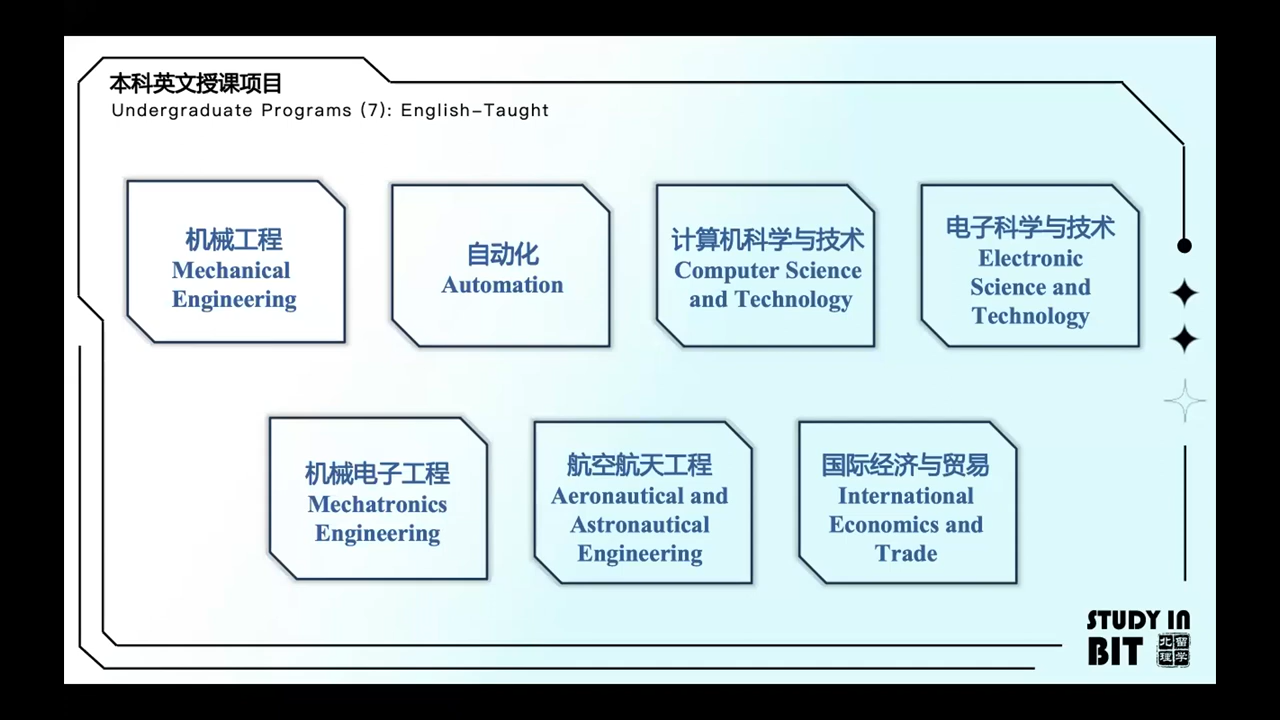 本科英文授课项目
Undergraduate Programs (7): English-Taught
机械工程
Mechanical
Engineering
自动化
Automation
计算机科学与技术
Computer Science
and Technology
电子科学与技术
Electronic
Science and
Technology
机械电子工程
Mechatronics
Engineering
航空航天工程
Aeronautical and
Astronautical
Engineering
国际经济与贸易
International
Economics and
Trade
STUDY IN
BIT
北理留学